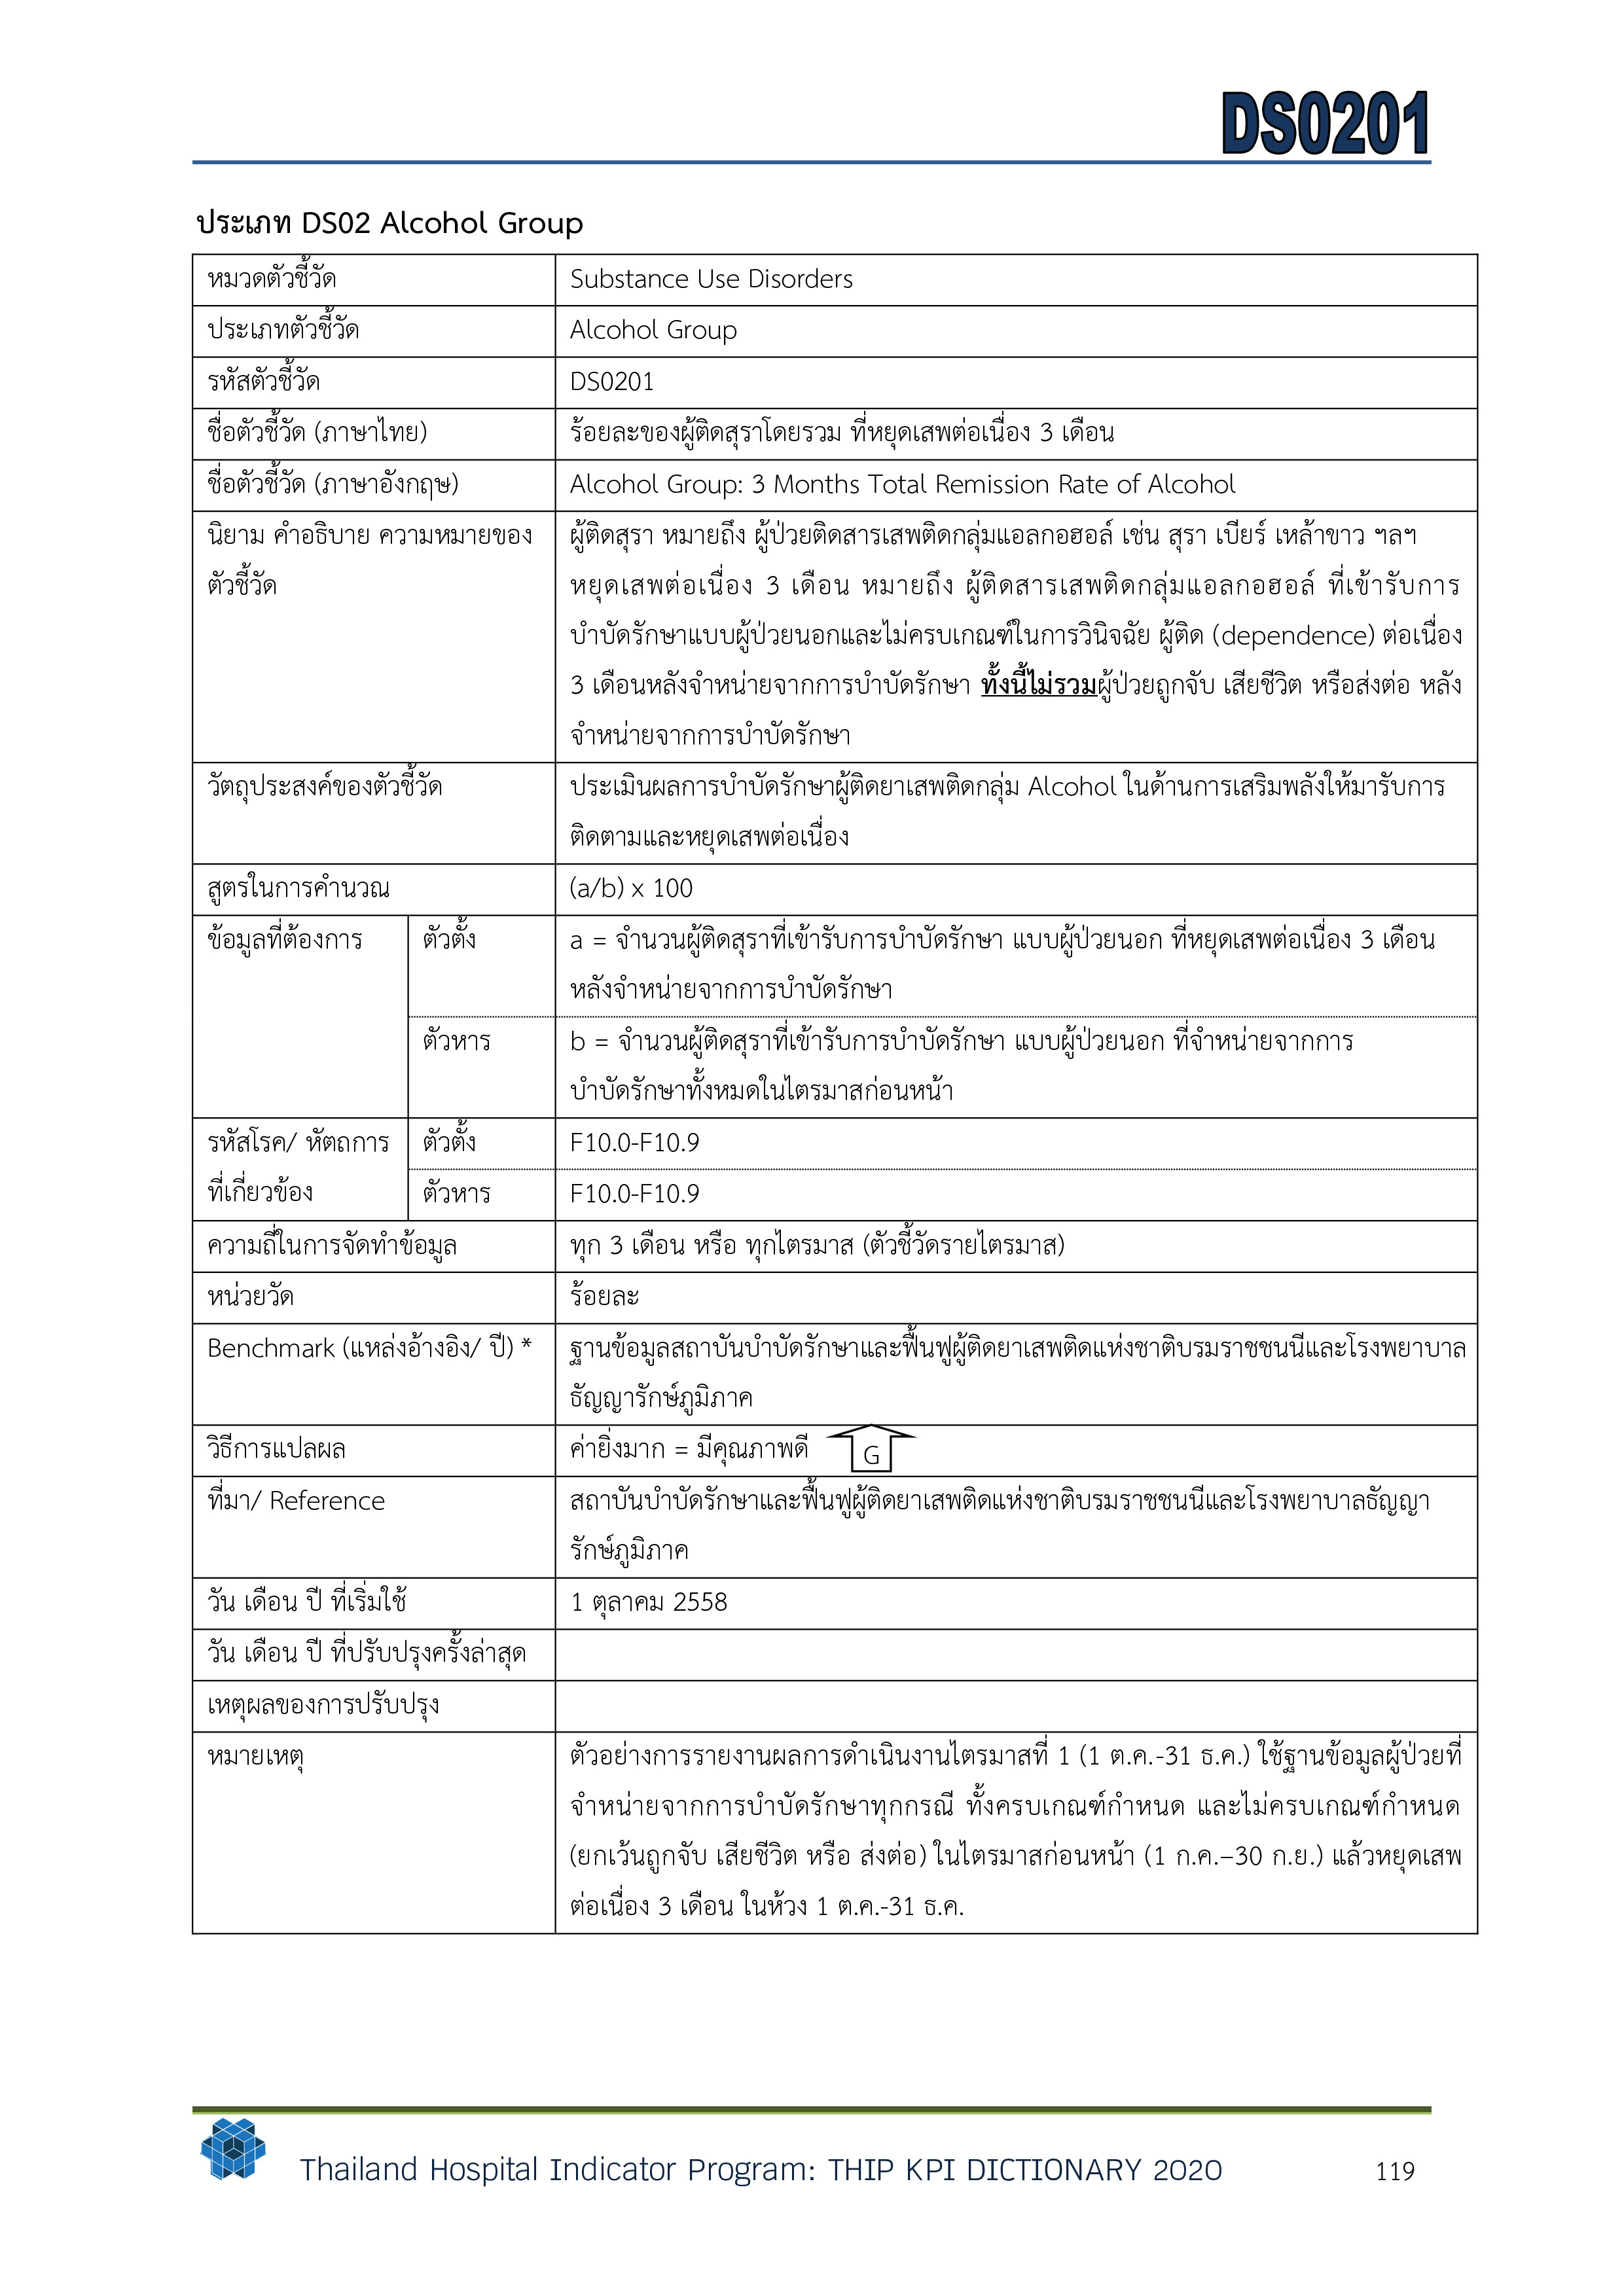 DS0201
ประเภท DS02 Alcohol Group
หมวดตัวชี้วัด
Substance Use Disorders
ประเภทตัวชี้วัด
Alcohol Group
รหัสตัวชี้วัด
DS0201
ชื่อตัวชี้วัด (ภาษาไทย)
ร้อยละของผู้ติดสุราโดยรวม ที่หยุดเสพต่อเนื่อง 3 เดือน
ชื่อตัวชี้วัด (ภาษาอังกฤษ)
Alcohol Group: 3 Months Total Remission Rate of Alcohol
นิยาม คำอธิบาย ความหมายของ
ตัวชี้วัด
ผู้ติดสุรา หมายถึง ผู้ป่วยติดสารเสพติดกลุ่มแอลกอฮอล์ เช่น สุรา เบียร์ เหล้าขาว ฯลฯ
หยุดเสพต่อเนื่อง 3 เดือน หมายถึง ผู้ติดสารเสพติดกลุ่มแอลกอฮอล์ ที่เข้ารับการ
บำบัดรักษาแบบผู้ป่วยนอกและไม่ครบเกณฑ์ในการวินิจฉัย ผู้ติด (dependence) ต่อเนื่อง
3 เดือนหลังจำหน่ายจากการบำบัดรักษา ทั้งนี้ไม่รวมผู้ป่วยถูกจับ เสียชีวิต หรือส่งต่อ หลัง
จำหน่ายจากการบำบัดรักษา
วัตถุประสงค์ของตัวชี้วัด
ประเมินผลการบำบัดรักษาผู้ติดยาเสพติดกลุ่ม Alcohol ในด้านการเสริมพลังให้มารับการ
ติดตามและหยุดเสพต่อเนื่อง
สูตรในการคำนวณ
(a/b) x 100
ข้อมูลที่ต้องการ
ตัวตั้ง
a = จำนวนผู้ติดสุราที่เข้ารับการบำบัดรักษา แบบผู้ป่วยนอก ที่หยุดเสพต่อเนื่อง 3 เดือน
หลังจำหน่ายจากการบำบัดรักษา
ตัวหาร
b = จำนวนผู้ติดสุราที่เข้ารับการบำบัดรักษา แบบผู้ป่วยนอก ที่จำหน่ายจากการ
บำบัดรักษาทั้งหมดในไตรมาสก่อนหน้า
รหัสโรค/ หัตถการ
ที่เกี่ยวข้อง
ตัวตั้ง
F10.0-F10.9
ตัวหาร
F10.0-F10.9
ความถี่ในการจัดทำข้อมูล
ทุก 3 เดือน หรือ ทุกไตรมาส (ตัวชี้วัดรายไตรมาส)
หน่วยวัด
ร้อยละ
Benchmark (แหล่งอ้างอิง/ ปี) *
ฐานข้อมูลสถาบันบำบัดรักษาและฟื้นฟูผู้ติดยาเสพติดแห่งชาติบรมราชชนนีและโรงพยาบาล
ธัญญารักษ์ภูมิภาค
วิธีการแปลผล
ค่ายิ่งมาก = มีคุณภาพดี G
ที่มา/ Reference
สถาบันบำบัดรักษาและฟื้นฟูผู้ติดยาเสพติดแห่งชาติบรมราชชนนีและโรงพยาบาลธัญญา
รักษ์ภูมิภาค
วัน เดือน ปี ที่เริ่มใช้
1 ตุลาคม 2558
วัน เดือน ปี ที่ปรับปรุงครั้งล่าสุด
เหตุผลของการปรับปรุง
หมายเหตุ
ตัวอย่างการรายงานผลการดำเนินงานไตรมาสที่ 1 (1 ต.ค.-31 ธ.ค.) ใช้ฐานข้อมูลผู้ป่วยที่
จำหน่ายจากการบำบัดรักษาทุกกรณี ทั้งครบเกณฑ์กำหนด และไม่ครบเกณฑ์กำหนด
(ยกเว้นถูกจับ เสียชีวิต หรือ ส่งต่อ) ในไตรมาสก่อนหน้า (1 ก.ค.–30 ก.ย.) แล้วหยุดเสพ
ต่อเนื่อง 3 เดือน ในห้วง 1 ต.ค.-31 ธ.ค.
Thailand Hospital Indicator Program: THIP KPI DICTIONARY 2020
119